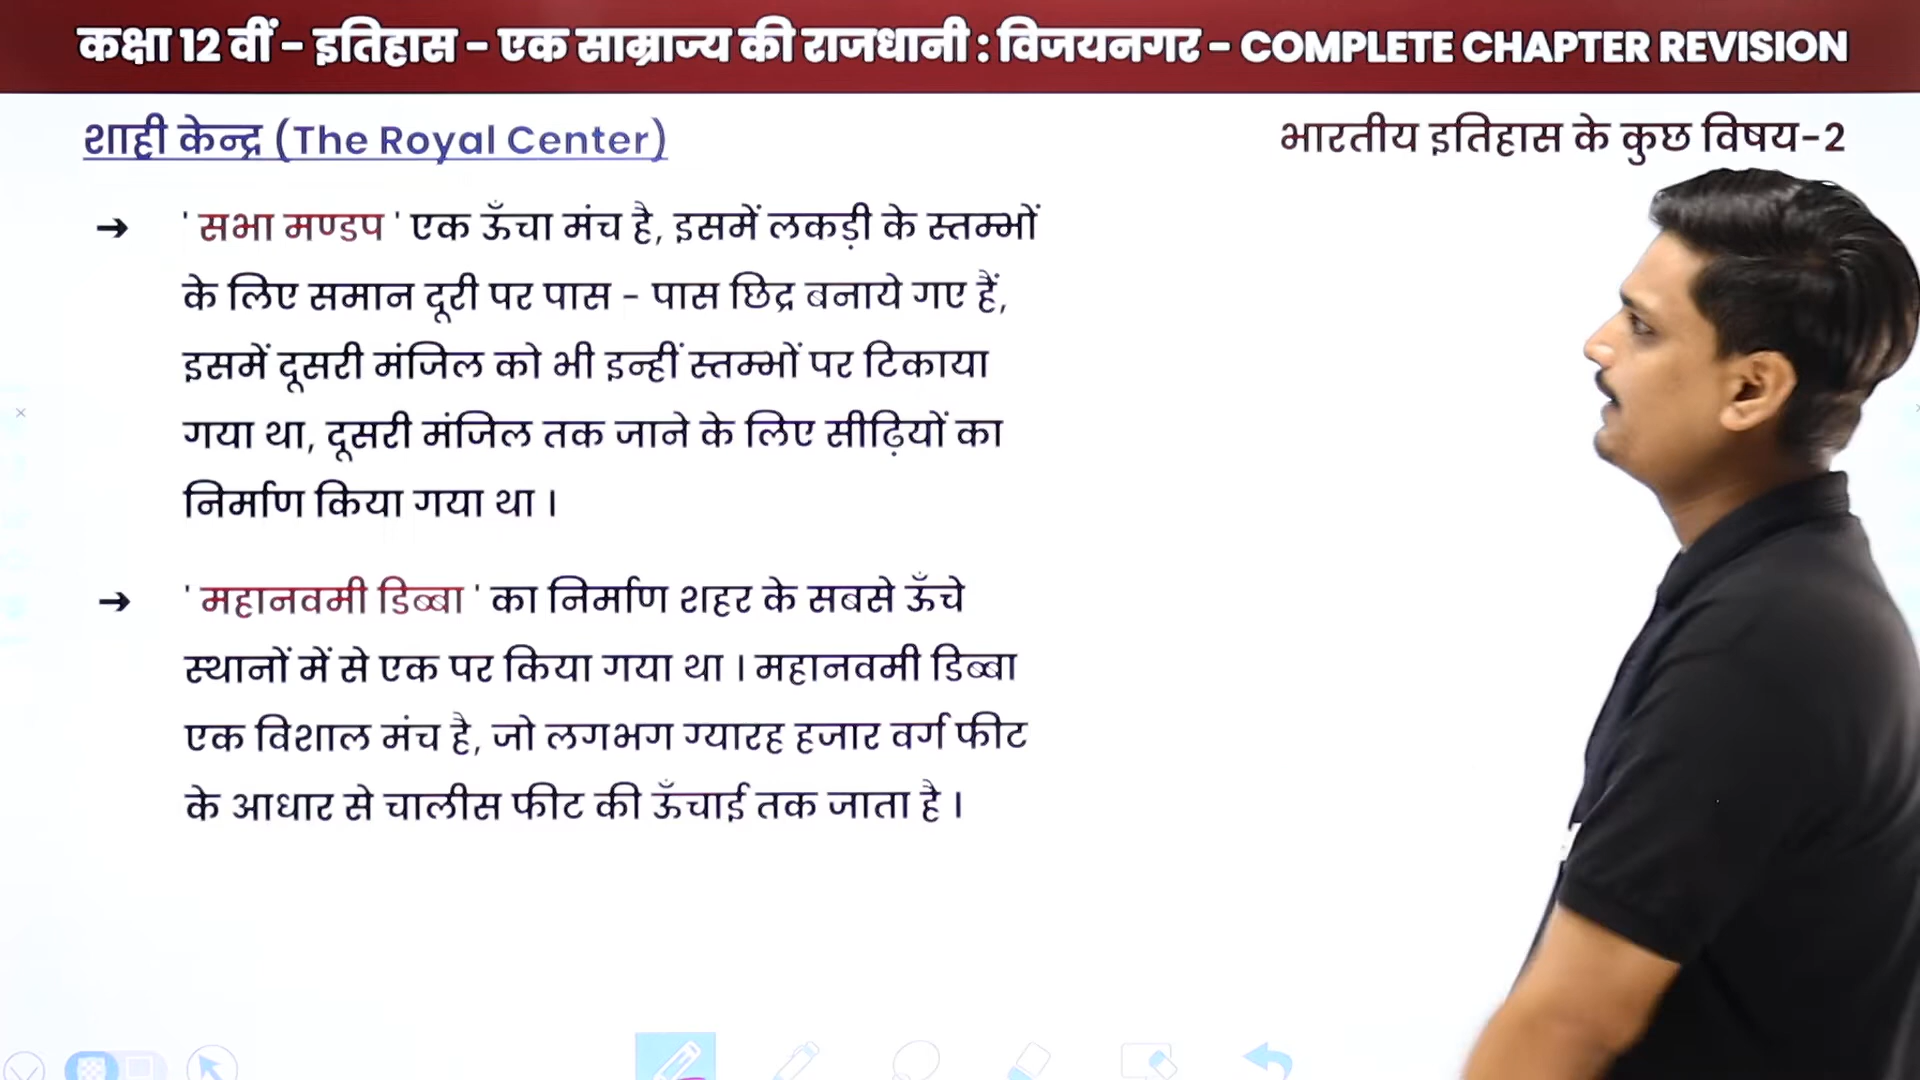 कक्षा 12 वीं - इतिहास - एक साम्राज्य की राजधानी : विजयनगर - COMPLETE CHAPTER REVISION
शाही केन्द्र (The Royal Center)
भारतीय इतिहास के कुछ विषय-2
→ ' सभा मण्डप ' एक ऊँचा मंच है, इसमें लकड़ी के स्तम्भों
के लिए समान दूरी पर पास - पास छिद्र बनाये गए हैं,
इसमें दूसरी मंजिल को भी इन्हीं स्तम्भों पर टिकाया
गया था, दूसरी मंजिल तक जाने के लिए सीढ़ियों का
निर्माण किया गया था ।
→ ' महानवमी डिब्बा ' का निर्माण शहर के सबसे ऊँचे
स्थानों में से एक पर किया गया था । महानवमी डिब्बा
एक विशाल मंच है, जो लगभग ग्यारह हजार वर्ग फीट
के आधार से चालीस फीट की ऊँचाई तक जाता है ।